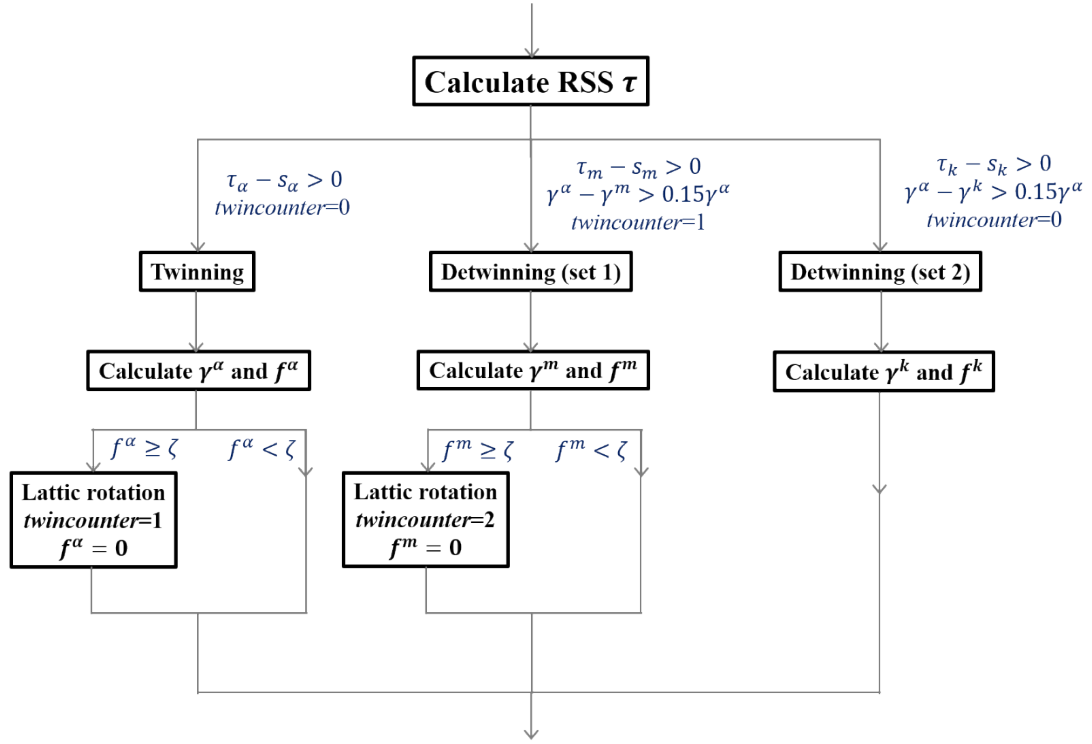 Calculate RSS τ
τ_α − s_α > 0
twincounter=0
τ_m − s_m > 0
γ^α − γ^m > 0.15γ^α
twincounter=1
τ_k − s_k > 0
γ^α − γ^k > 0.15γ^α
twincounter=0
Twinning
Detwinning (set 1)
Detwinning (set 2)
Calculate γ^α and f^α
Calculate γ^m and f^m
Calculate γ^k and f^k
f^α ≥ ζ
f^α < ζ
f^m ≥ ζ
f^m < ζ
Lattic rotation
twincounter=1
f^α = 0
Lattic rotation
twincounter=2
f^m = 0